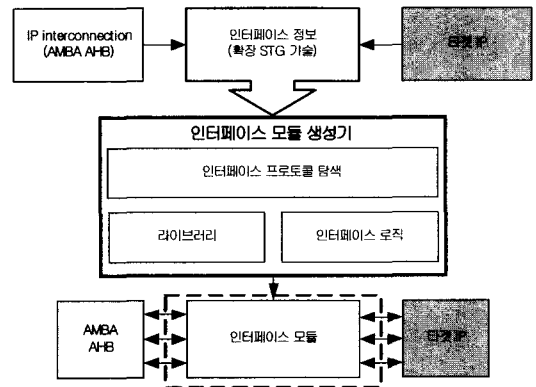 IP interconnection
(AMBA AHB)
인터페이스 정보
(확장 STG 기술)
타겟 IP
인터페이스 모듈 생성기
인터페이스 프로토콜 탐색
라이브러리
인터페이스 로직
AMBA
AHB
인터페이스 모듈
타겟 IP